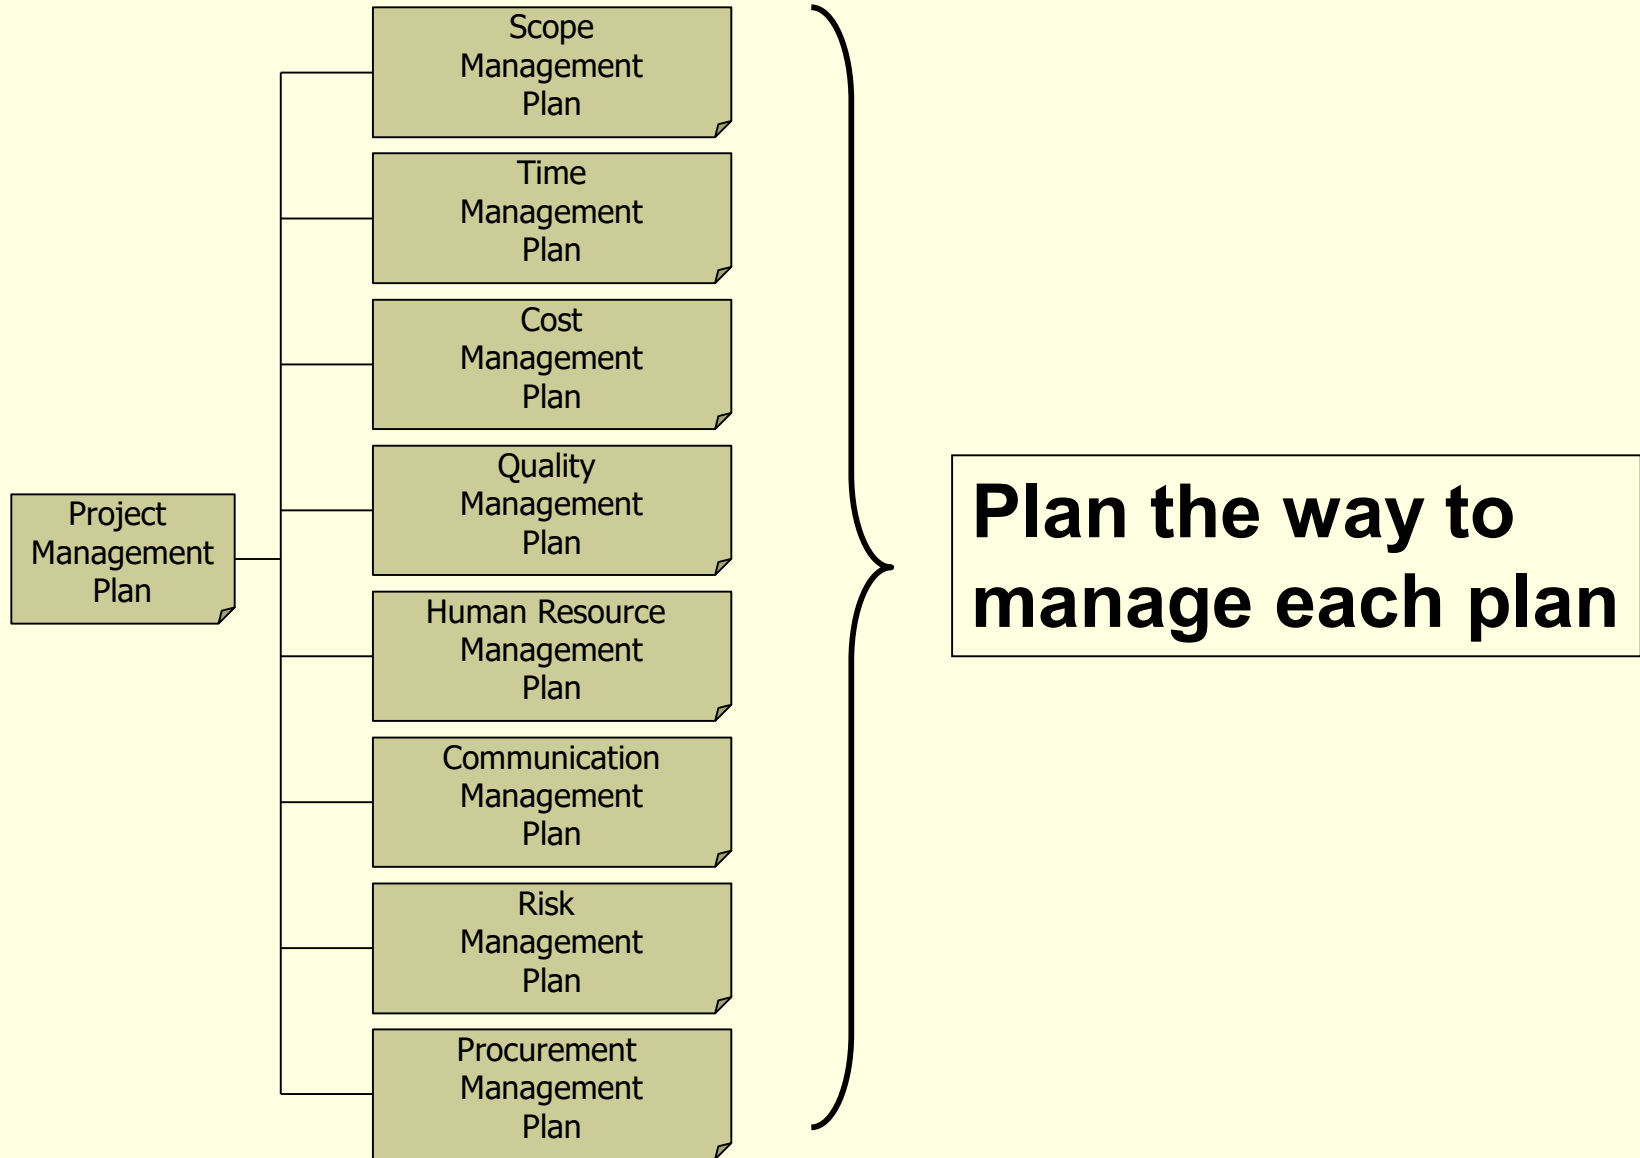 Scope
Management
Plan
Time
Management
Plan
Cost
Management
Plan
Quality
Management
Plan
Project
Management
Plan
Human Resource
Management
Plan
Communication
Management
Plan
Risk
Management
Plan
Procurement
Management
Plan
Plan the way to
manage each plan